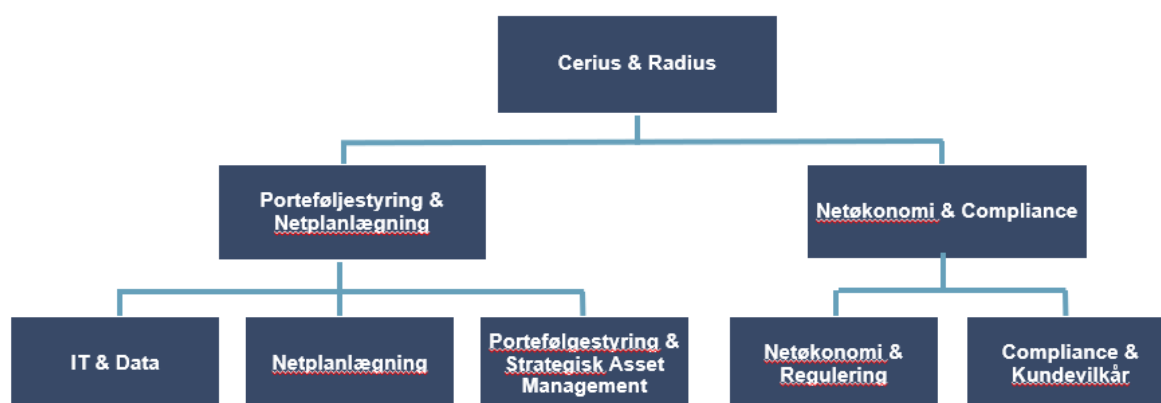 Cerius & Radius
Porteføljestyring &
Netplanlægning
Netøkonomi & Compliance
IT & Data
Netplanlægning
Portefølgestyring &
Strategisk Asset
Management
Netøkonomi &
Regulering
Compliance &
Kundevilkår